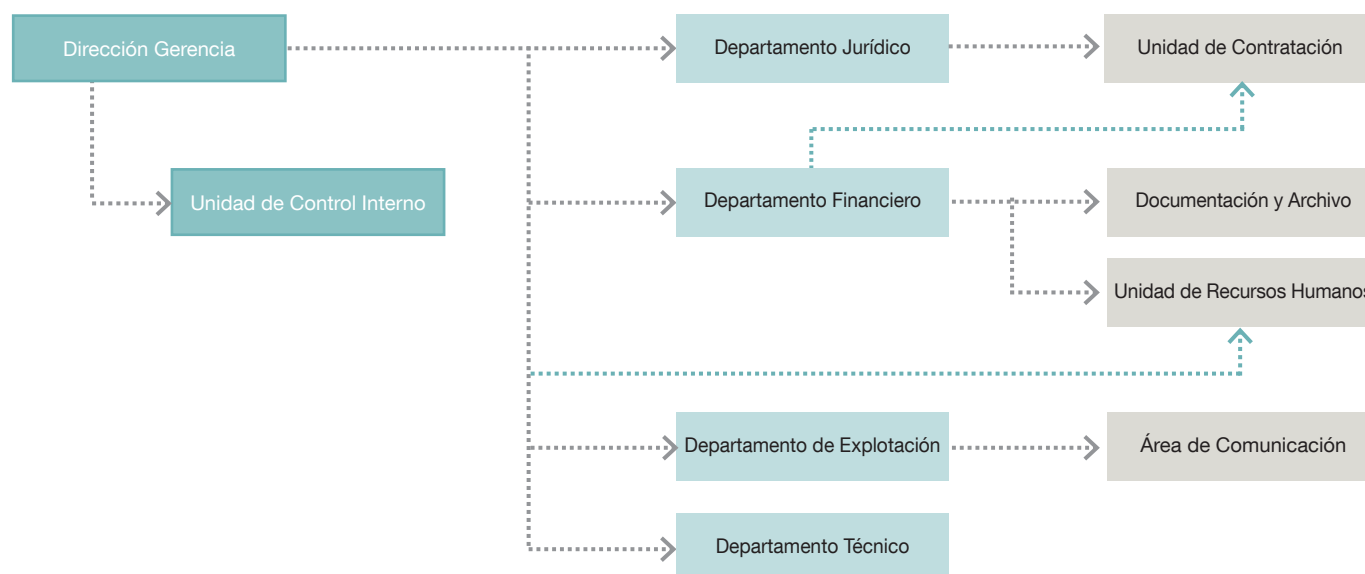 Dirección Gerencia
Departamento Jurídico
Unidad de Contratación
Unidad de Control Interno
Departamento Financiero
Documentación y Archivo
Unidad de Recursos Humanos
Departamento de Explotación
Área de Comunicación
Departamento Técnico